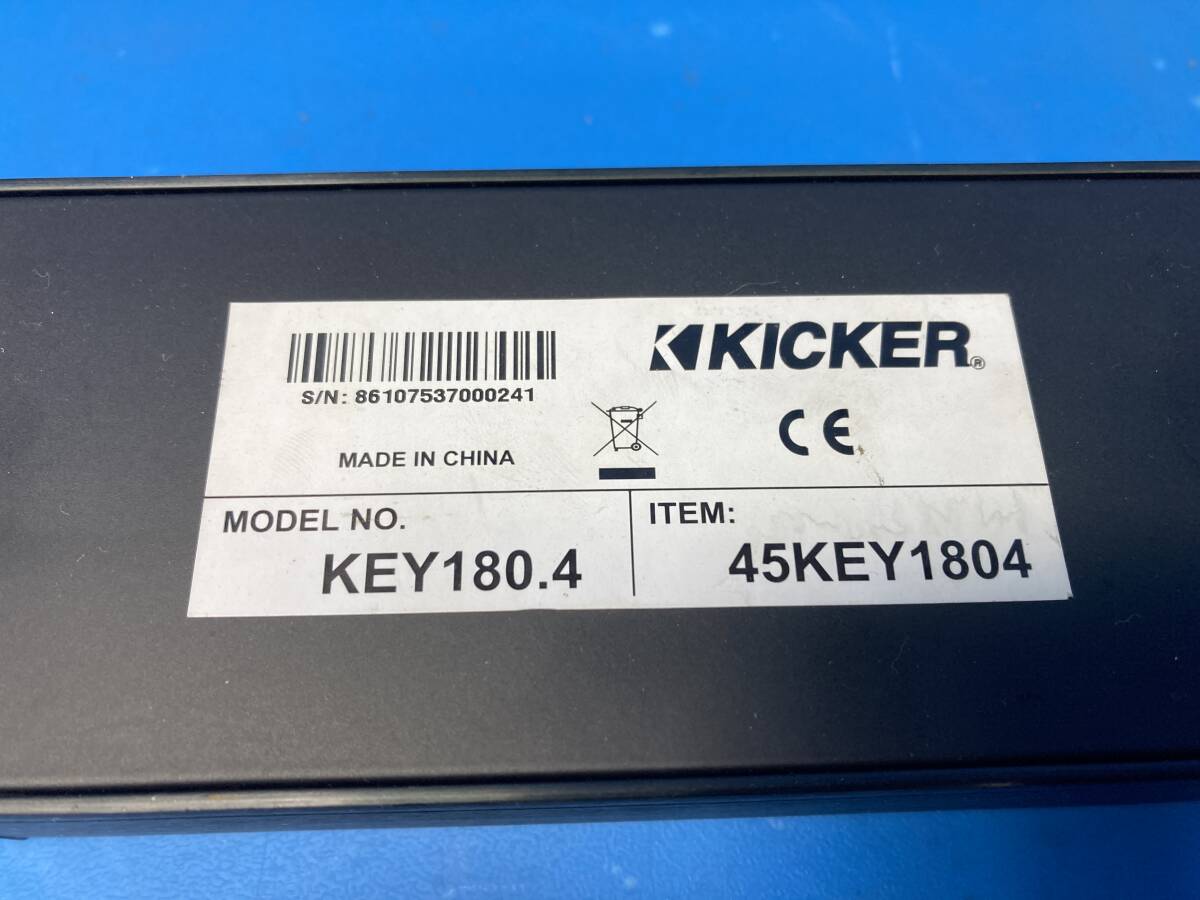 KICKER®
S/N: 86107537000241
CE
MADE IN CHINA
MODEL NO.
KEY180.4
ITEM:
45KEY1804